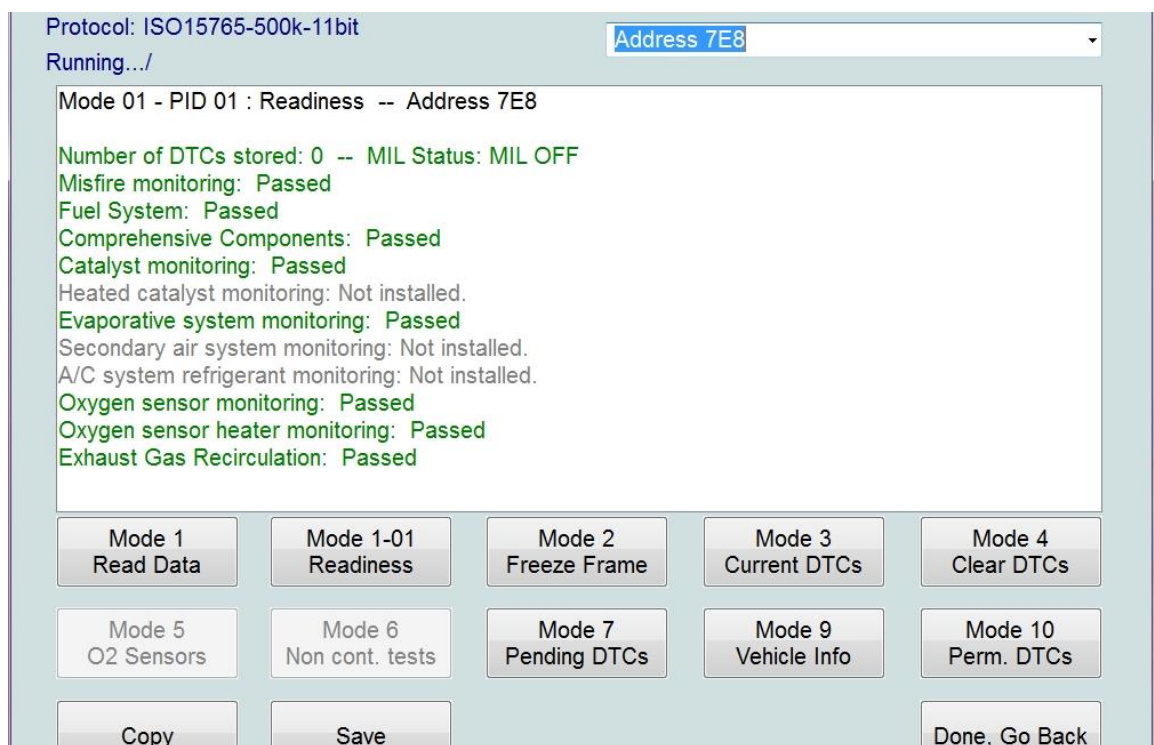 Protocol: ISO15765-500k-11bit
Address 7E8
Running.../
Mode 01 - PID 01 : Readiness -- Address 7E8
Number of DTCs stored: 0 -- MIL Status: MIL OFF
Misfire monitoring: Passed
Fuel System: Passed
Comprehensive Components: Passed
Catalyst monitoring: Passed
Heated catalyst monitoring: Not installed.
Evaporative system monitoring: Passed
Secondary air system monitoring: Not installed.
A/C system refrigerant monitoring: Not installed.
Oxygen sensor monitoring: Passed
Oxygen sensor heater monitoring: Passed
Exhaust Gas Recirculation: Passed
Mode 1
Read Data
Mode 1-01
Readiness
Mode 2
Freeze Frame
Mode 3
Current DTCs
Mode 4
Clear DTCs
Mode 5
O2 Sensors
Mode 6
Non cont. tests
Mode 7
Pending DTCs
Mode 9
Vehicle Info
Mode 10
Perm. DTCs
Copy
Save
Done, Go Back